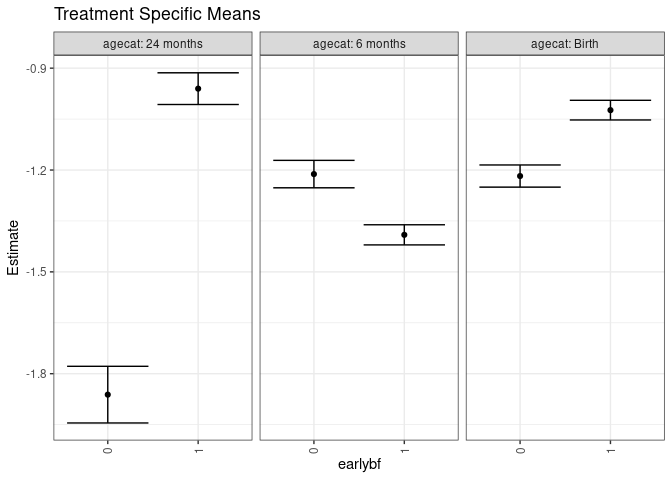 Treatment Specific Means
agecat: 24 months
agecat: 6 months
agecat: Birth
-0.9
-1.2
-1.5
-1.8
Estimate
0
1
0
1
0
1
earlybf